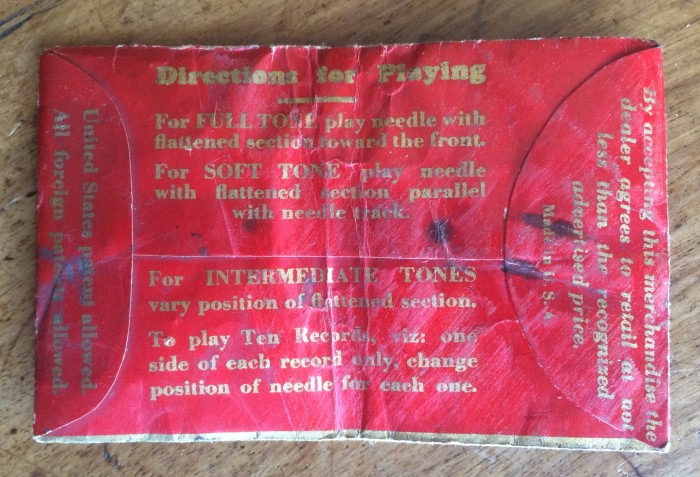 Directions for Playing
For FULL TONE play needle with
flattened section toward the front.
For SOFT TONE play needle
with flattened section parallel
with needle track.
For INTERMEDIATE TONES
vary position of flattened section.
To play Ten Records, viz: one
side of each record only, change
position of needle for each one.
United States patent allowed.
All foreign patents allowed.
By accepting this merchandise the
dealer agrees to retail at not
less than the recognized
advertised price.
Made in U.S.A.